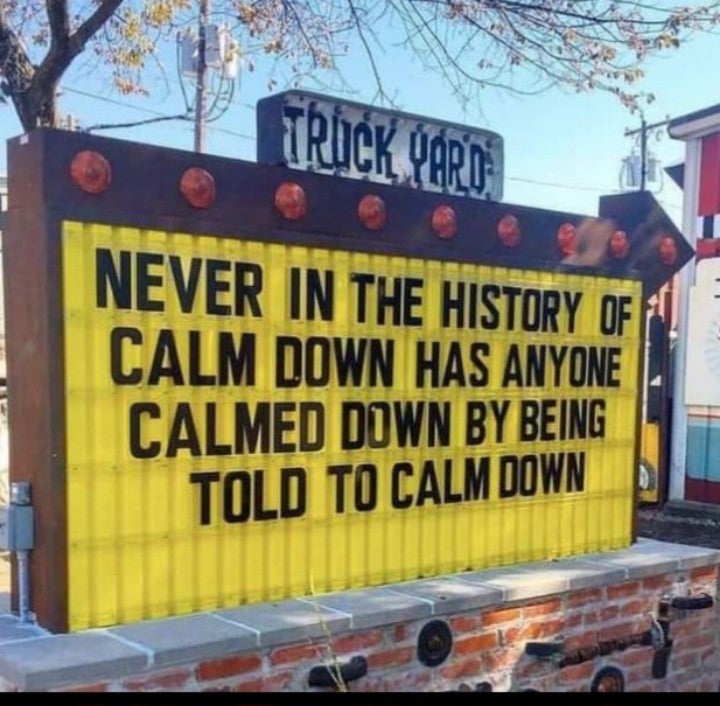 TRUCK YARD
NEVER IN THE HISTORY OF
CALM DOWN HAS ANYONE
CALMED DOWN BY BEING
TOLD TO CALM DOWN